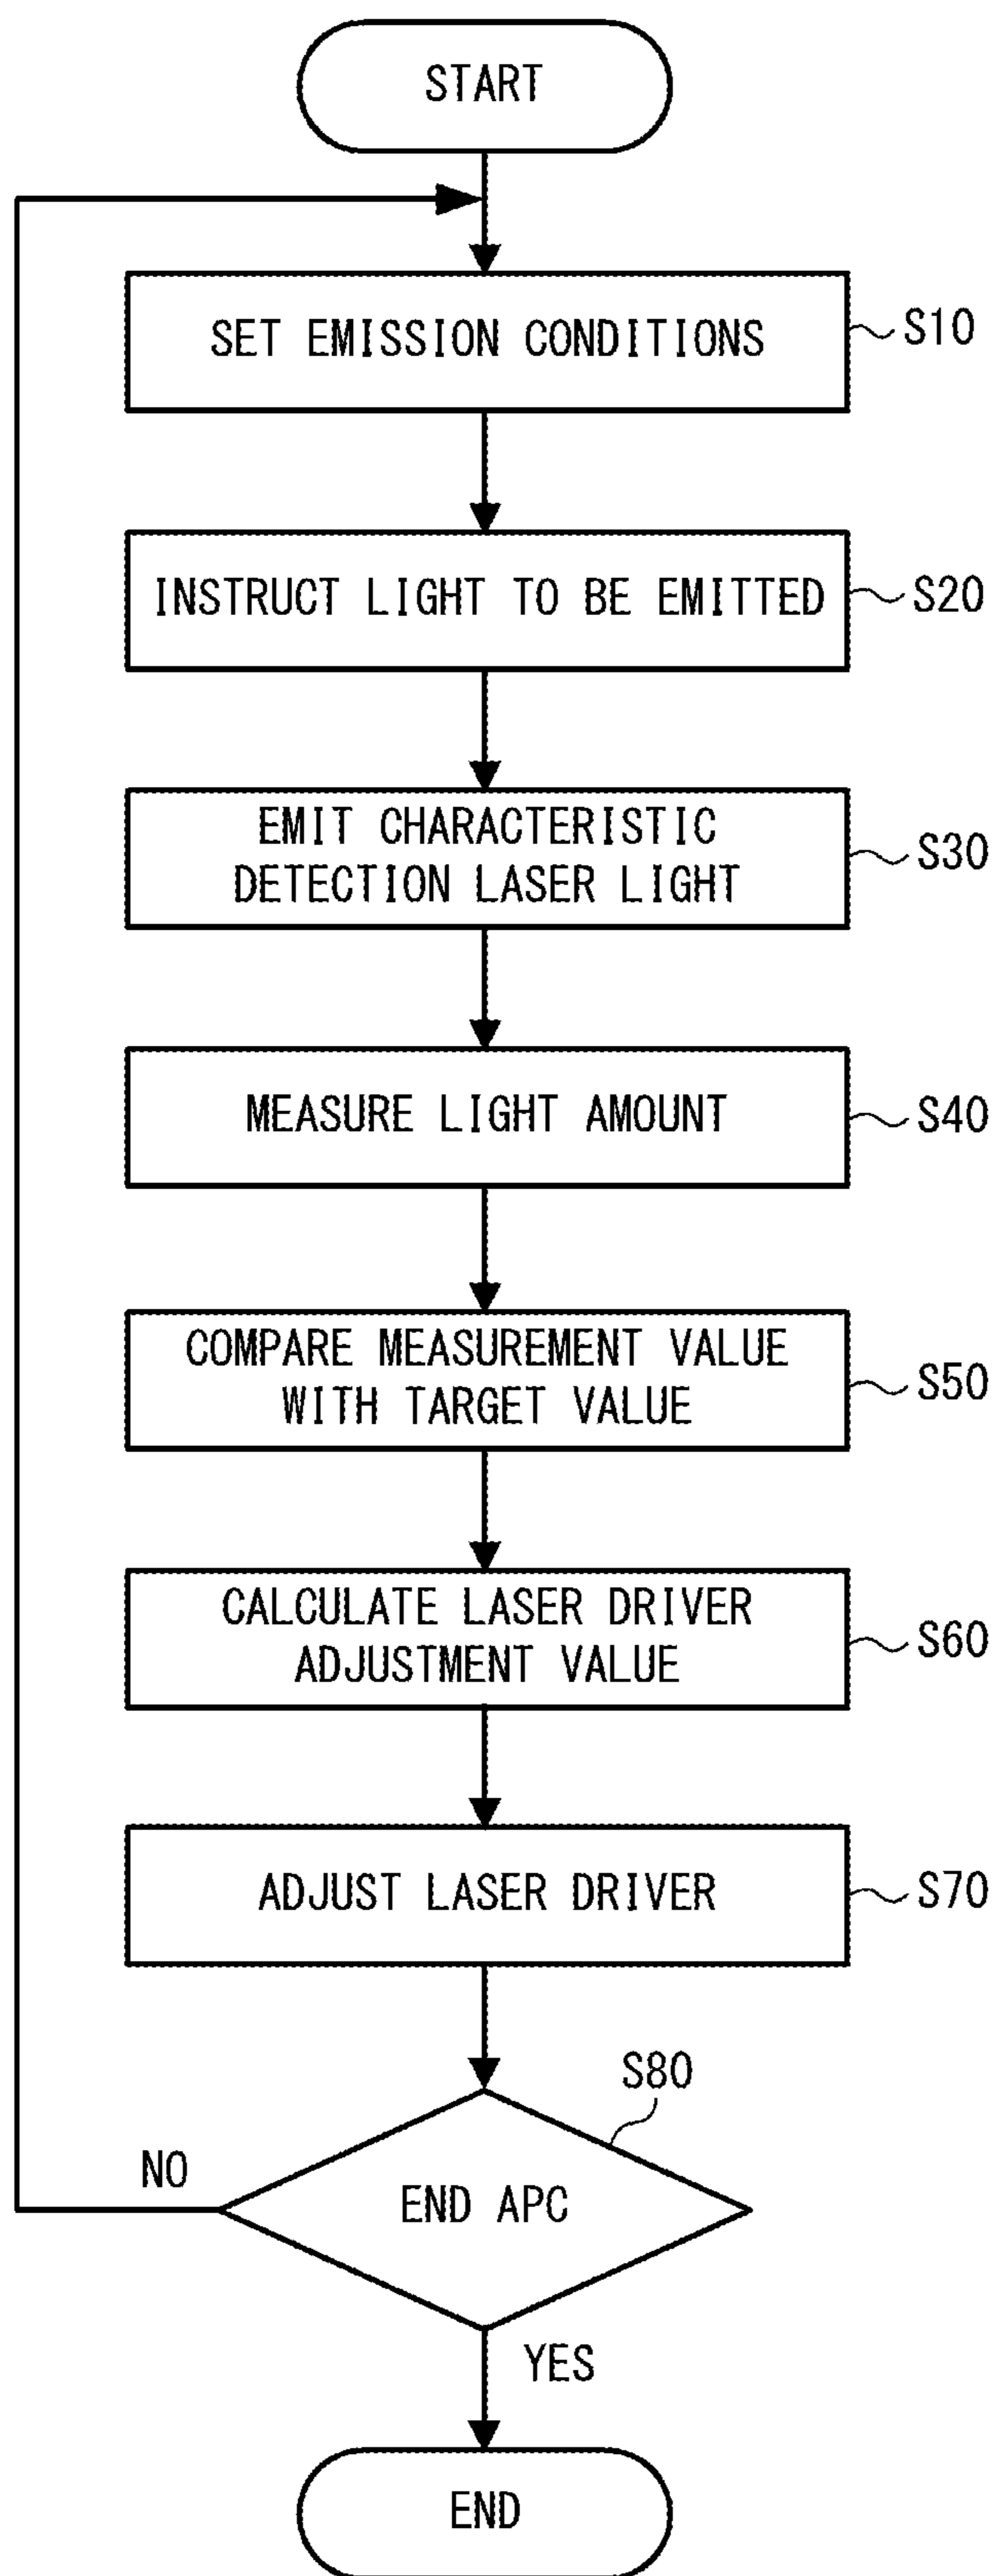 START
SET EMISSION CONDITIONS
S10
INSTRUCT LIGHT TO BE EMITTED
S20
EMIT CHARACTERISTIC
DETECTION LASER LIGHT
S30
MEASURE LIGHT AMOUNT
S40
COMPARE MEASUREMENT VALUE
WITH TARGET VALUE
S50
CALCULATE LASER DRIVER
ADJUSTMENT VALUE
S60
ADJUST LASER DRIVER
S70
S80
NO
END APC
YES
END